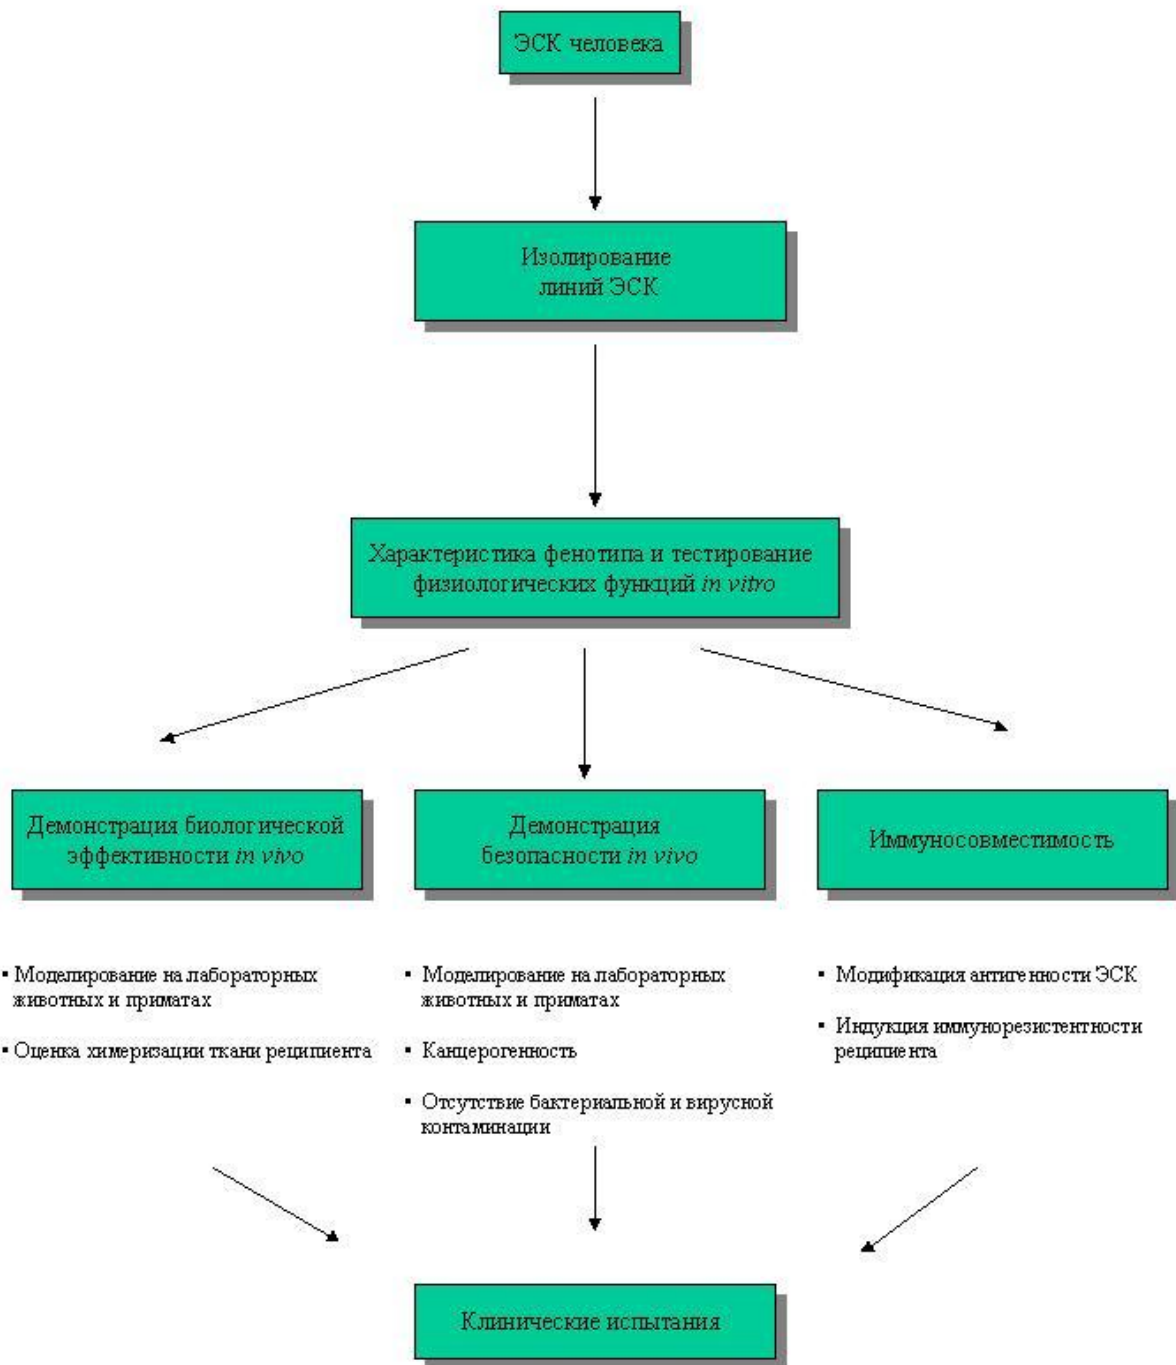 ЭСК человека
Изолирование
линий ЭСК
Характеристика фенотипа и тестирование
физиологических функций in vitro
Демонстрация биологической
эффективности in vivo
Демонстрация
безопасности in vivo
Иммуносовместимость
▪ Моделирование на лабораторных
животных и приматах
▪ Оценка химеризации ткани реципиента
▪ Моделирование на лабораторных
животных и приматах
▪ Канцерогенность
▪ Отсутствие бактериальной и вирусной
контаминации
▪ Модификация антигенности ЭСК
▪ Индукция иммунорезистентности
реципиента
Клинические испытания